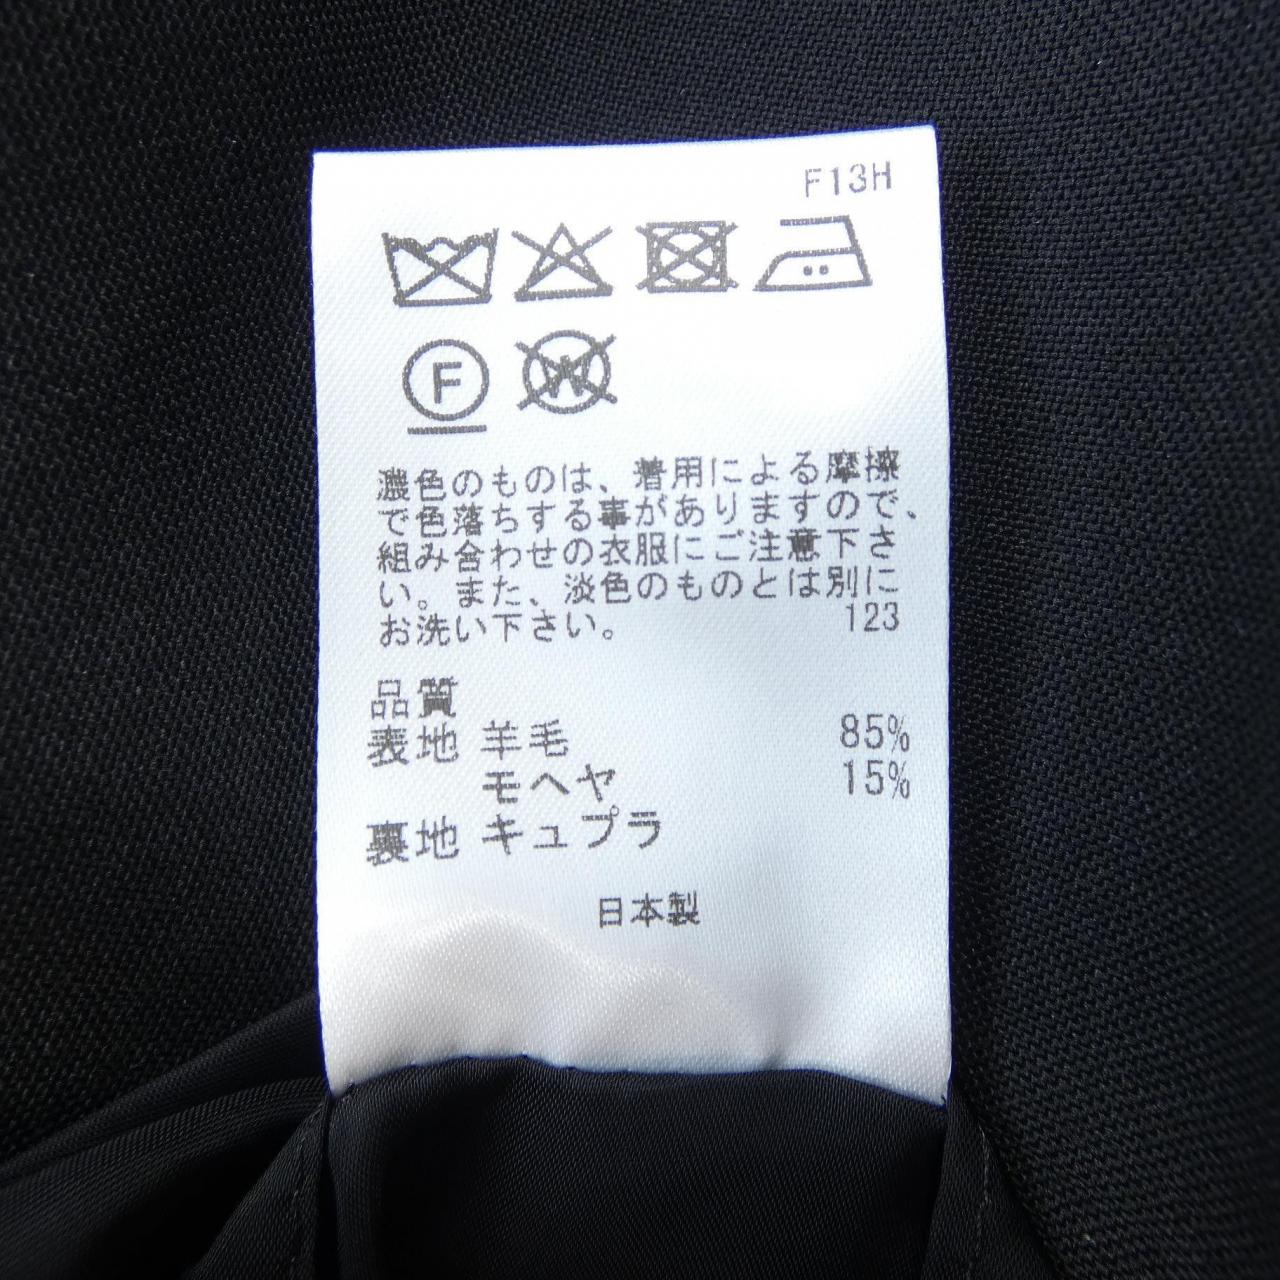 F13H
F W
濃色のものは、着用による摩擦
で色落ちする事がありますので、
組み合わせの衣服にご注意下さ
い。また、淡色のものとは別に
お洗い下さい。 123
品質
表地 羊毛 85%
モヘヤ 15%
裏地 キュプラ
日本製